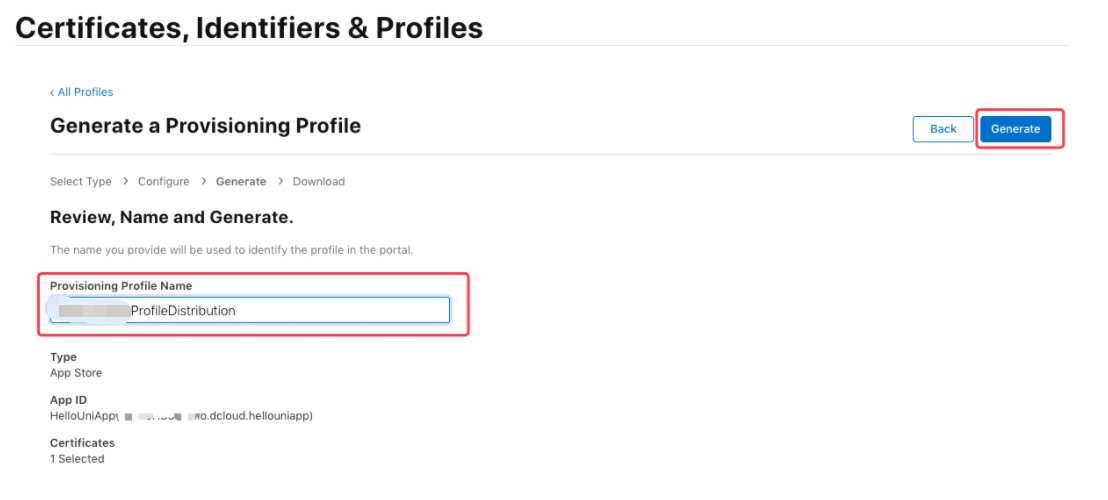 Certificates, Identifiers & Profiles
‹ All Profiles
Generate a Provisioning Profile
Back
Generate
Select Type > Configure > Generate > Download
Review, Name and Generate.
The name you provide will be used to identify the profile in the portal.
Provisioning Profile Name
ProfileDistribution
Type
App Store
App ID
HelloUniApp( .dcloud.hellouniapp)
Certificates
1 Selected